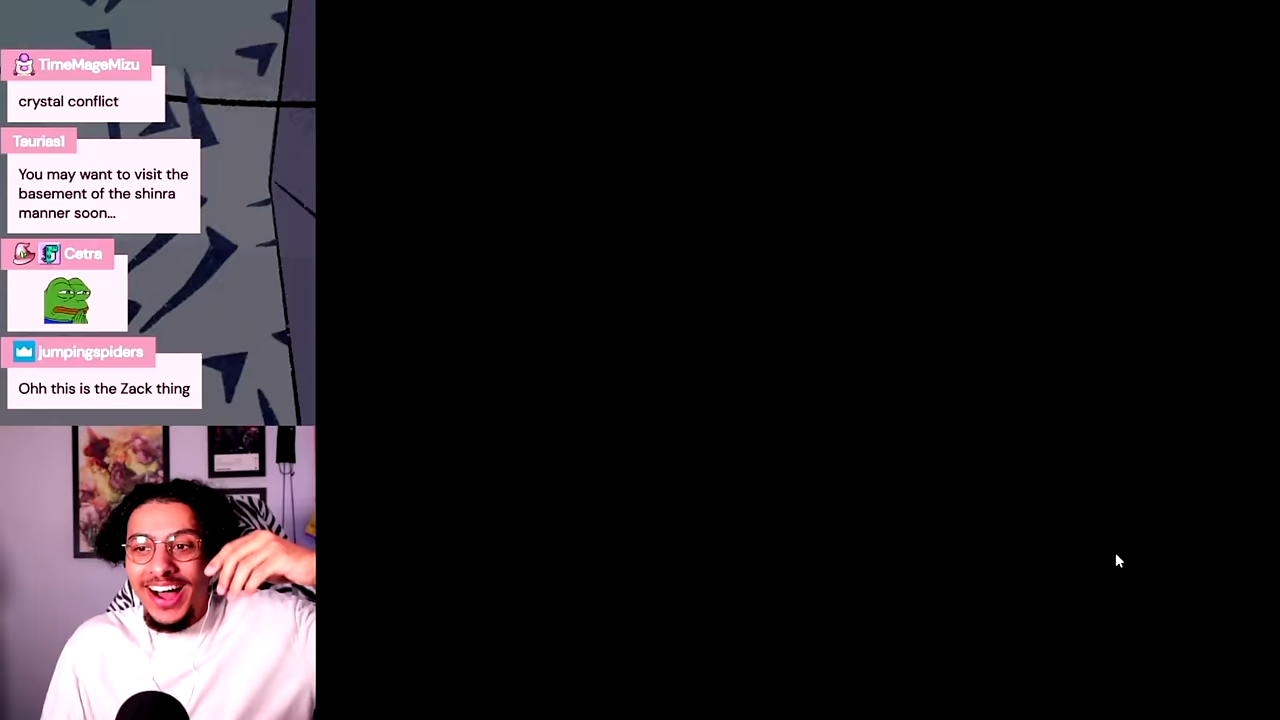 TimeMageMizu
crystal conflict
Taurias1
You may want to visit the
basement of the shinra
manner soon...
Cetra
jumpingspiders
Ohh this is the Zack thing